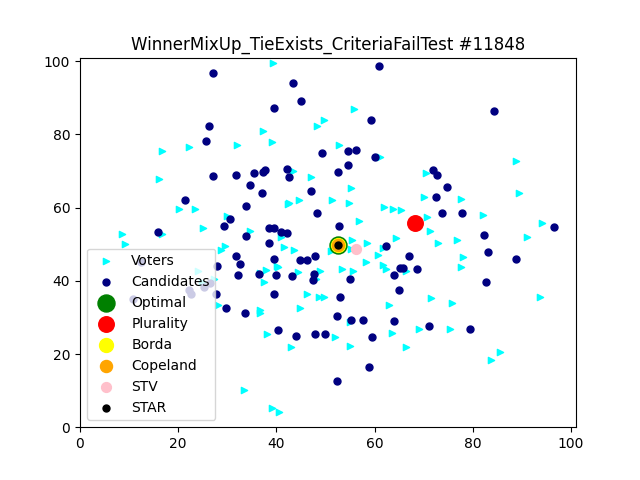 WinnerMixUp_TieExists_CriteriaFailTest #11848
100
80
60
40
20
0
Voters
Candidates
Optimal
Plurality
Borda
Copeland
STV
STAR
0 20 40 60 80 100